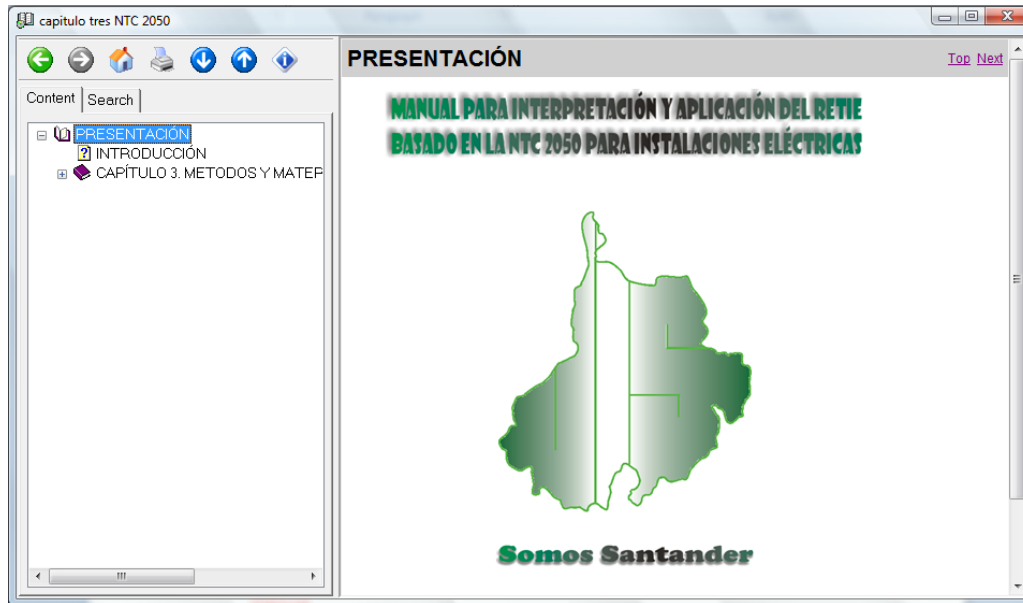 capitulo tres NTC 2050
Content
Search
PRESENTACIÓN
INTRODUCCIÓN
CAPÍTULO 3. METODOS Y MATER
PRESENTACIÓN
Top Next
MANUAL PARA INTERPRETACIÓN Y APLICACIÓN DEL RETIE
BASADO EN LA NTC 2050 PARA INSTALACIONES ELÉCTRICAS
Somos Santander